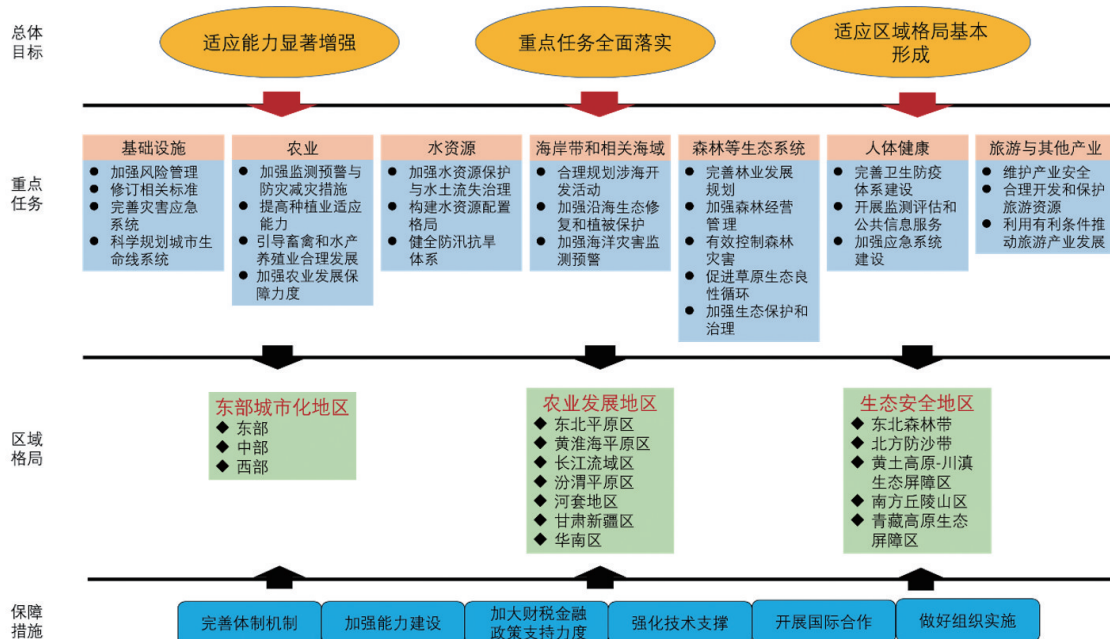 总体
目标
适应能力显著增强
重点任务全面落实
适应区域格局基本
形成
重点
任务
基础设施
● 加强风险管理
● 修订相关标准
● 完善灾害应急
系统
● 科学规划城市生
命线系统
农业
● 加强监测预警与
防灾减灾措施
● 提高种植业适应
能力
● 引导畜禽和水产
养殖业合理发展
● 加强农业发展保
障力度
水资源
● 加强水资源保护
与水土流失治理
● 构建水资源配置
格局
● 健全防汛抗旱
体系
海岸带和相关海域
● 合理规划涉海开
发活动
● 加强沿海生态修
复和植被保护
● 加强海洋灾害监
测预警
森林等生态系统
● 完善林业发展
规划
● 加强森林经营
管理
● 有效控制森林
灾害
● 促进草原生态良
性循环
● 加强生态保护和
治理
人体健康
● 完善卫生防疫
体系建设
● 开展监测评估和
公共信息服务
● 加强应急系统
建设
旅游与其他产业
● 维护产业安全
● 合理开发和保护
旅游资源
● 利用有利条件推
动旅游产业发展
区域
格局
东部城市化地区
◆ 东部
◆ 中部
◆ 西部
农业发展地区
◆ 东北平原区
◆ 黄淮海平原区
◆ 长江流域区
◆ 汾渭平原区
◆ 河套地区
◆ 甘肃新疆区
◆ 华南区
生态安全地区
◆ 东北森林带
◆ 北方防沙带
◆ 黄土高原-川滇
生态屏障区
◆ 南方丘陵山区
◆ 青藏高原生态
屏障区
保障
措施
完善体制机制
加强能力建设
加大财税金融
政策支持力度
强化技术支撑
开展国际合作
做好组织实施